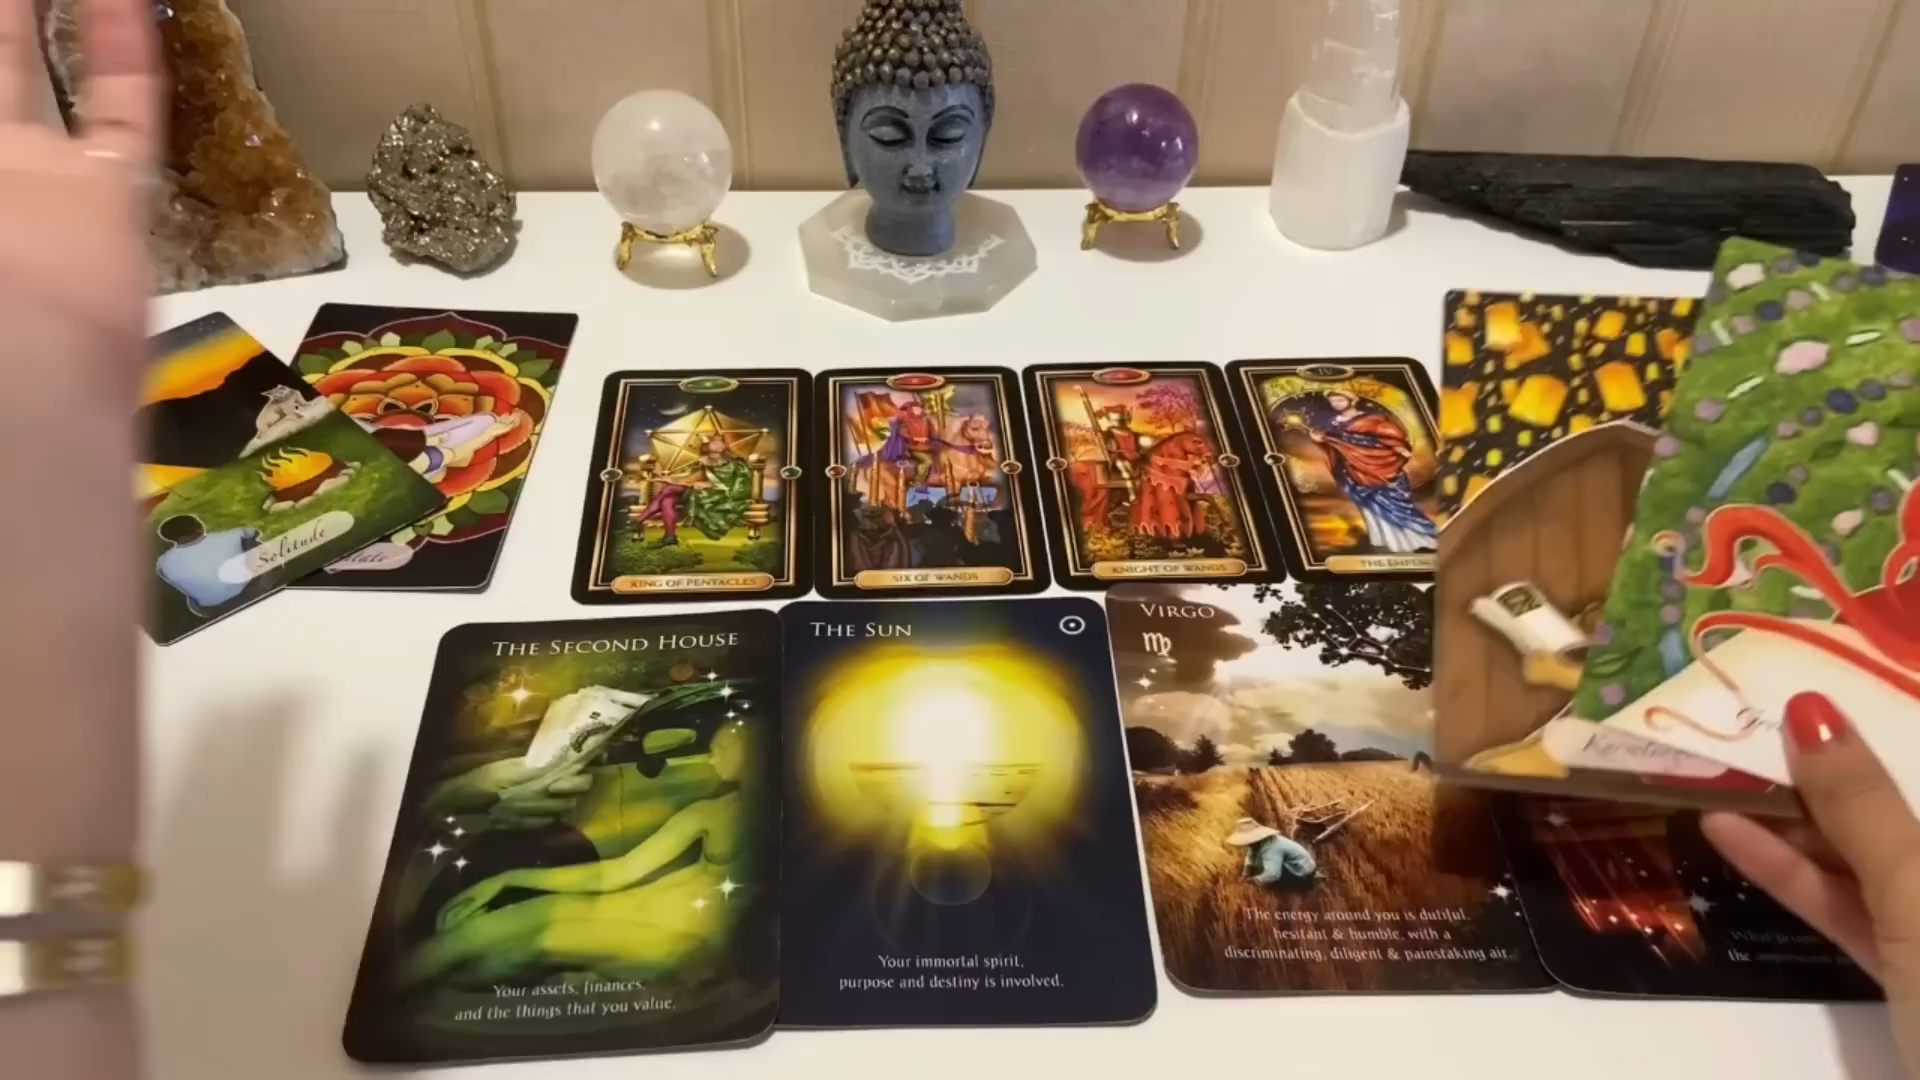 Solitude
KING OF PENTACLES
SIX OF WANDS
KNIGHT OF WANDS
IV
THE
THE SECOND HOUSE
Your assets, finances,
and the things that you value.
THE SUN
Your immortal spirit,
purpose and destiny is involved.
VIRGO
The energy around you is dutiful,
hesitant & humble, with a
discriminating, diligent & painstaking air.
the